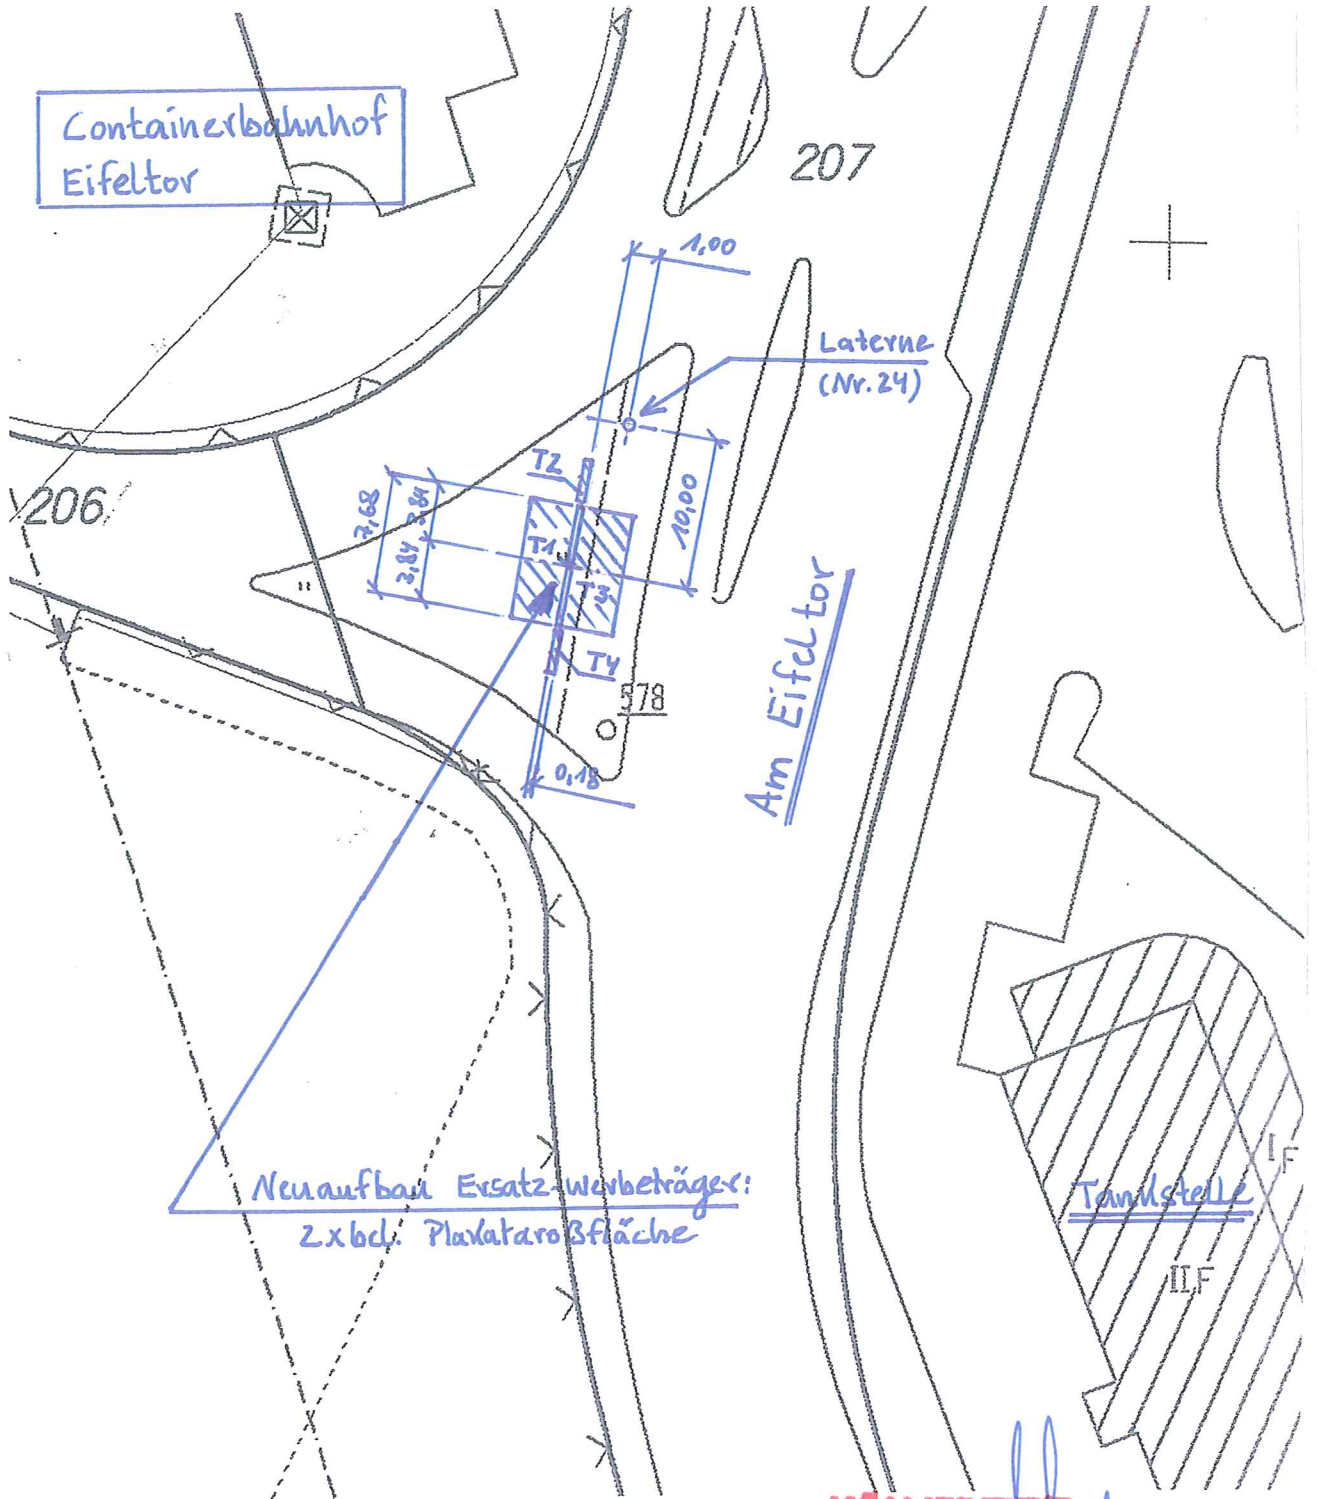 Containerbahnhof
Eifeltor
207
1,00
Laterne
(Nr.24)
206
T2
7,68
3,84
3,84
10,00
T1
T3
T4
578
0,18
Am Eifeltor
Neuaufbau Ersatz-Werbeträger:
2x bel. Plakatgroßfläche
Tankstelle
I F
II F